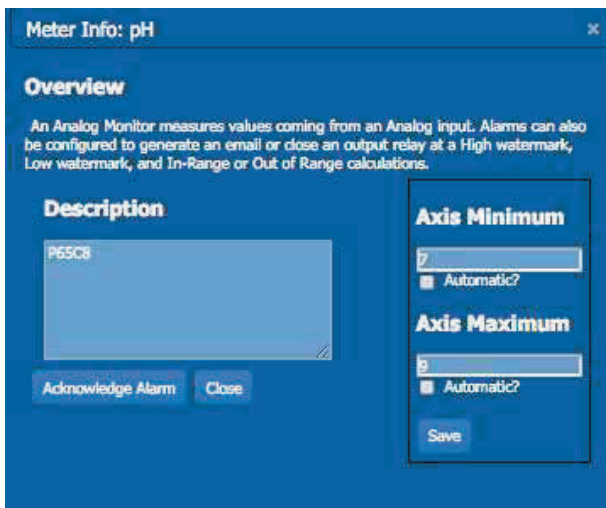 Meter Info: pH
×
Overview
An Analog Monitor measures values coming from an Analog input. Alarms can also
be configured to generate an email or close an output relay at a High watermark,
Low watermark, and In-Range or Out of Range calculations.
Description
P65C8
Acknowledge Alarm
Close
Axis Minimum
7
Automatic?
Axis Maximum
9
Automatic?
Save